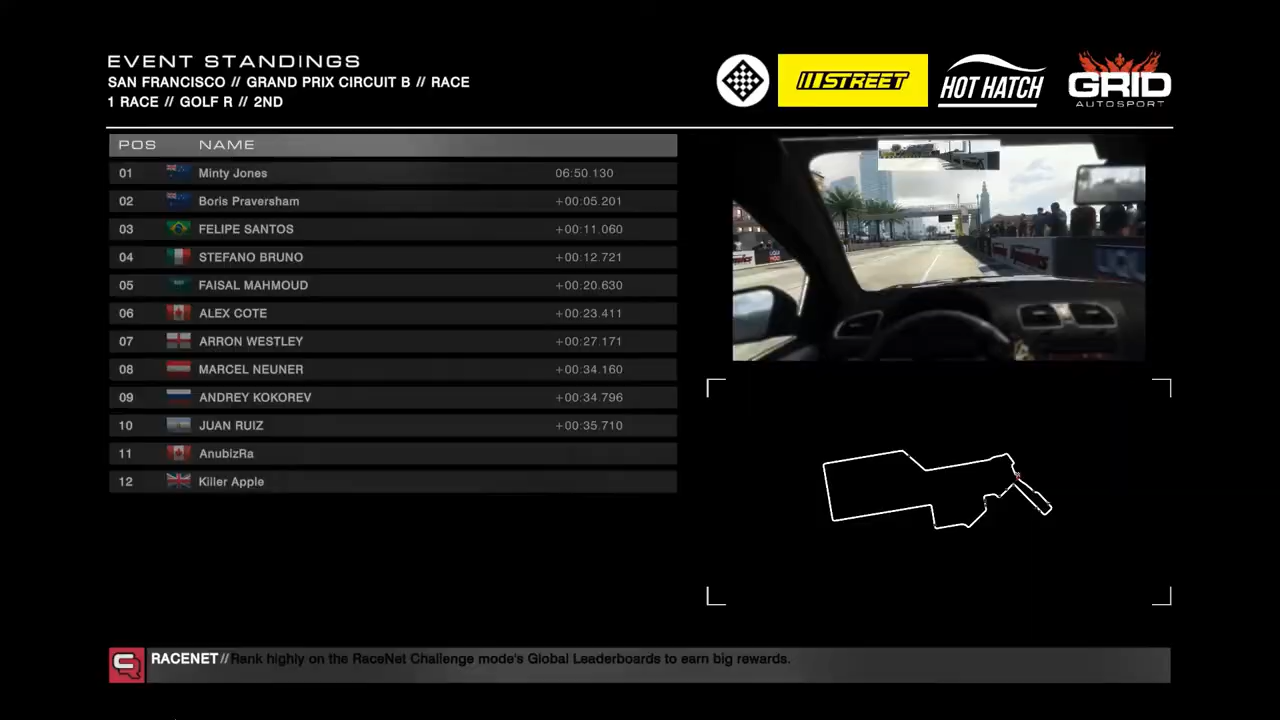 EVENT STANDINGS
SAN FRANCISCO // GRAND PRIX CIRCUIT B // RACE
1 RACE // GOLF R // 2ND
STREET
HOT HATCH
GRID
AUTOSPORT
POS NAME
01 Minty Jones 06:50.130
02 Boris Praversham +00:05.201
03 FELIPE SANTOS +00:11.060
04 STEFANO BRUNO +00:12.721
05 FAISAL MAHMOUD +00:20.630
06 ALEX COTE +00:23.411
07 ARRON WESTLEY +00:27.171
08 MARCEL NEUNER +00:34.160
09 ANDREY KOKOREV +00:34.796
10 JUAN RUIZ +00:35.710
11 AnubizRa
12 Killer Apple
RACENET// Rank highly on the RaceNet Challenge mode's Global Leaderboards to earn big rewards.